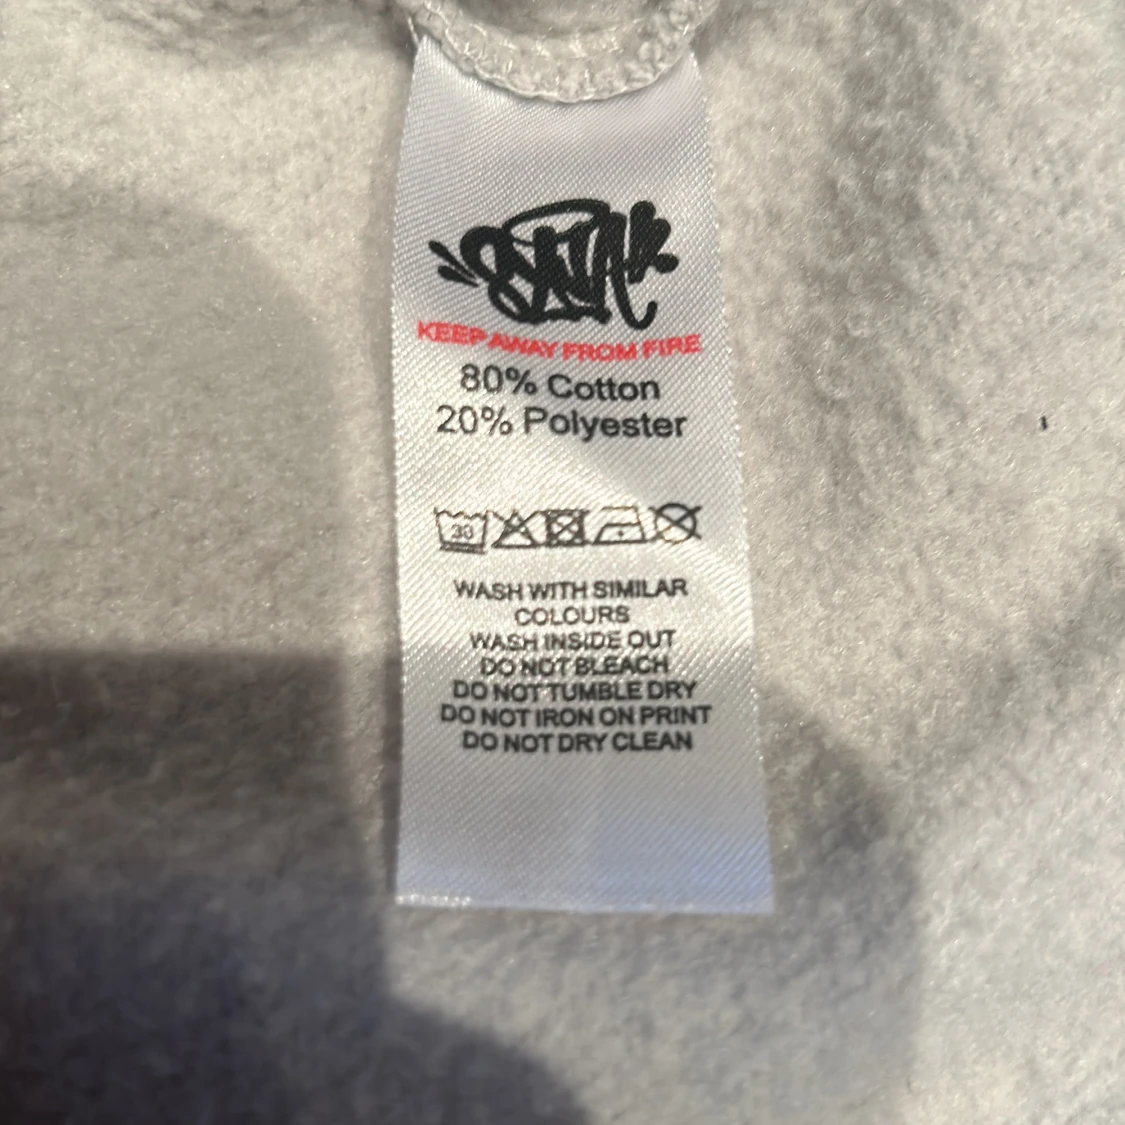 KEEP AWAY FROM FIRE
80% Cotton
20% Polyester
30
WASH WITH SIMILAR
COLOURS
WASH INSIDE OUT
DO NOT BLEACH
DO NOT TUMBLE DRY
DO NOT IRON ON PRINT
DO NOT DRY CLEAN